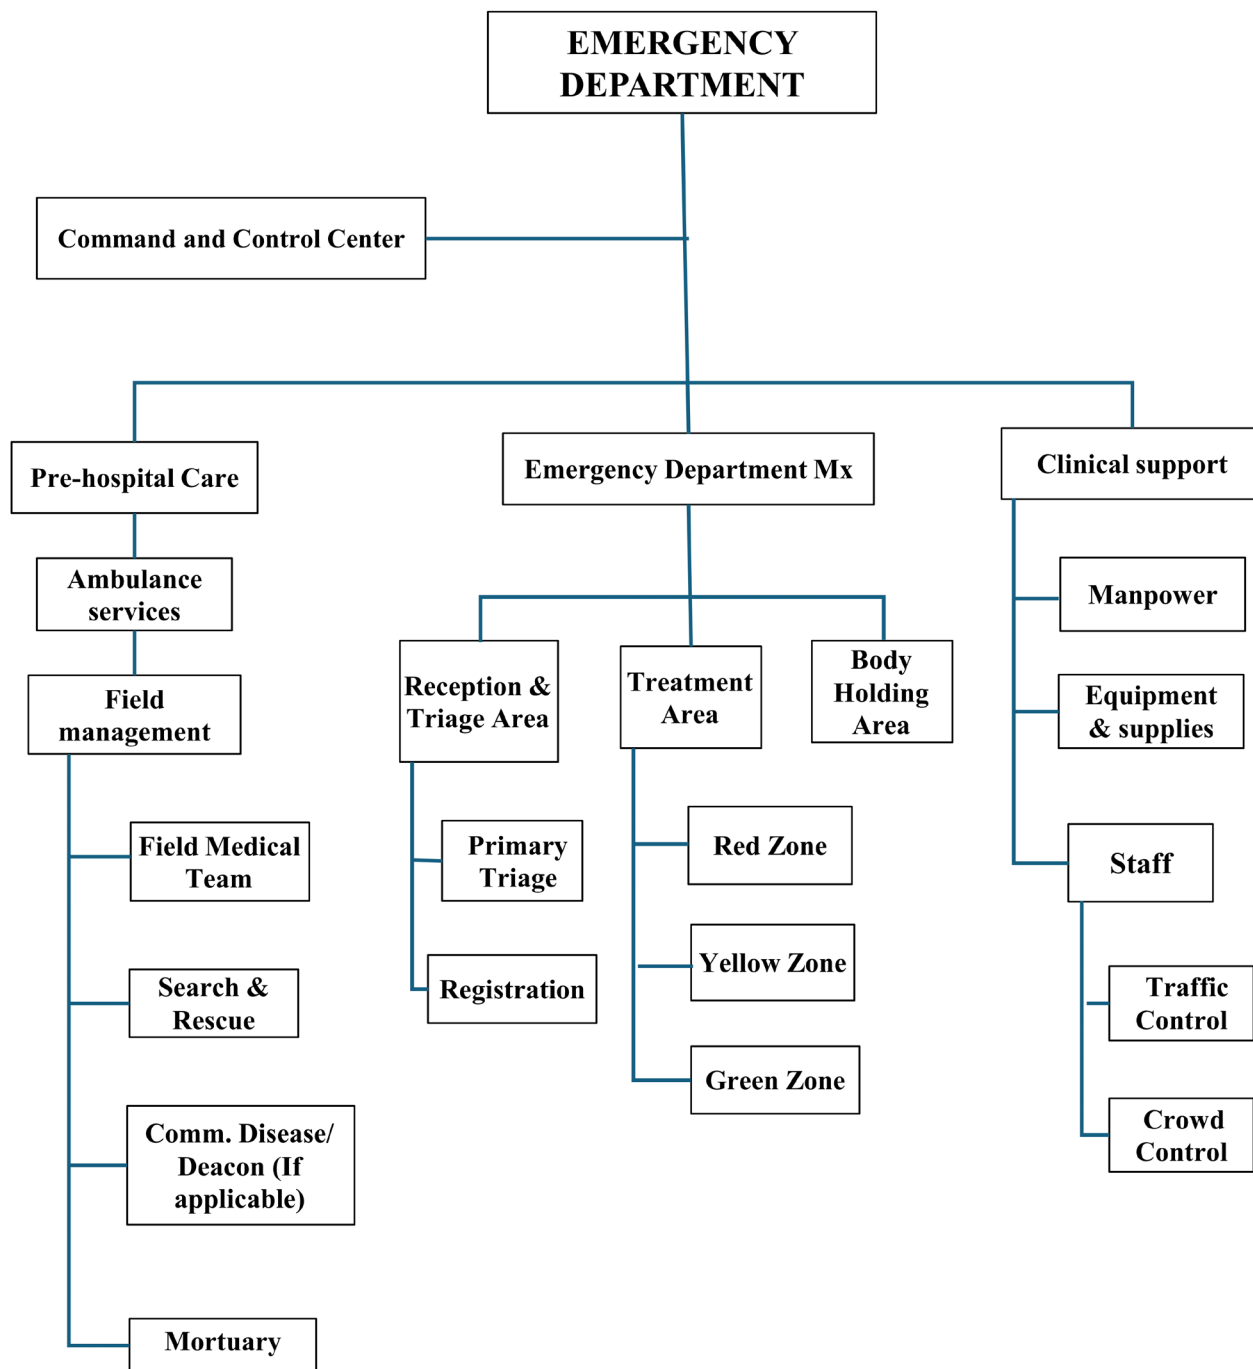 EMERGENCY
DEPARTMENT
Command and Control Center
Pre-hospital Care
Emergency Department Mx
Clinical support
Ambulance
services
Field
management
Field Medical
Team
Search &
Rescue
Comm. Disease/
Deacon (If
applicable)
Mortuary
Reception &
Triage Area
Primary
Triage
Registration
Treatment
Area
Red Zone
Yellow Zone
Green Zone
Body
Holding
Area
Manpower
Equipment
& supplies
Staff
Traffic
Control
Crowd
Control